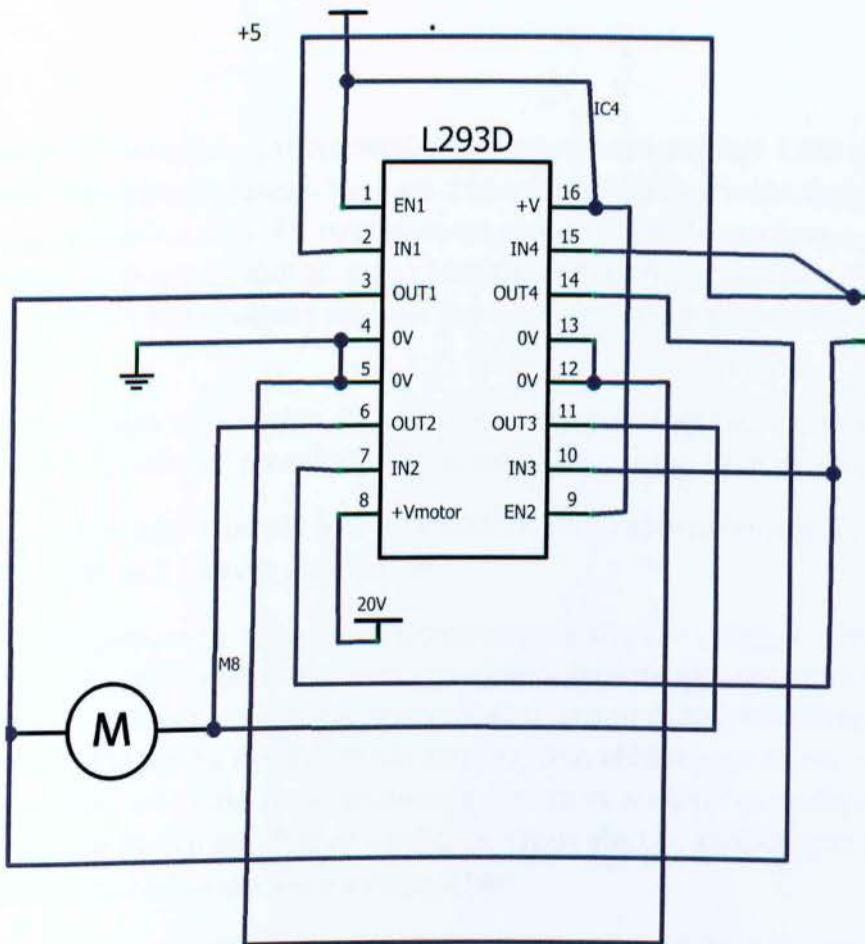 +5
IC4
L293D
1 EN1 +V 16
2 IN1 IN4 15
3 OUT1 OUT4 14
4 0V 0V 13
5 0V 0V 12
6 OUT2 OUT3 11
7 IN2 IN3 10
8 +Vmotor EN2 9
20V
M8
M